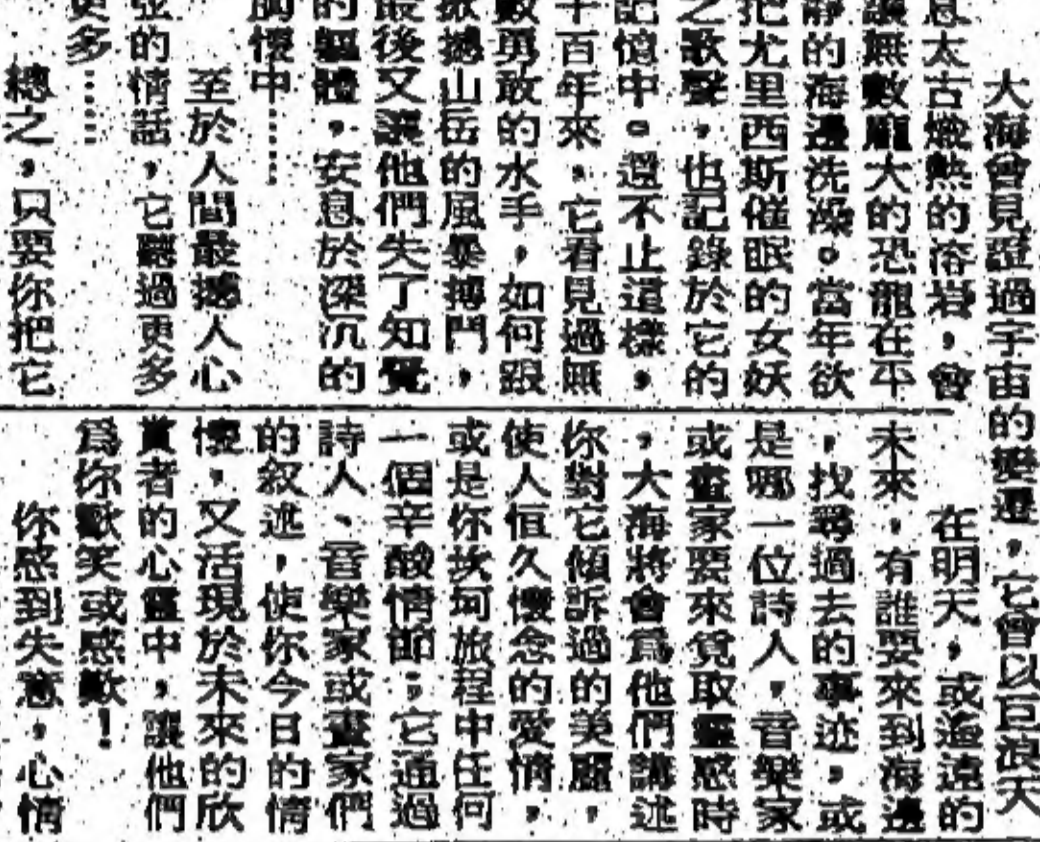 大海曾見證過宇宙的變遷，它曾以巨浪天
息太古燉熱的溶岩，曾
讓無數龐大的恐龍在平
靜的海邊洗澡。當年欲
把尤里西斯催眠的女妖
之歌聲，也記錄於它的
記憶中。還不止這樣，
千百年來，它看見過無
數勇敢的水手，如何跟
掀撼山岳的風暴搏鬥，
最後又讓他們失了知覺
的軀體，安息於深沉的
胸懷中……
至於人間最撼人心
弦的情話，它聽過更多
更多……
總之，只要你把它
在明天，或遙遠的
未來，有誰要來到海邊
，找尋過去的事迹，或
是哪一位詩人，音樂家
或畫家要來覓取靈感時
，大海將會爲他們講述
你對它傾訴過的美麗，
使人恒久懷念的愛情，
或是你坎坷旅程中任何
一個辛酸情節；它通過
詩人、音樂家或畫家們
的叙述，使你今日的情
懷，又活現於未來的欣
賞者的心靈中，讓他們
爲你歡笑或感歎！
你感到失意，心情